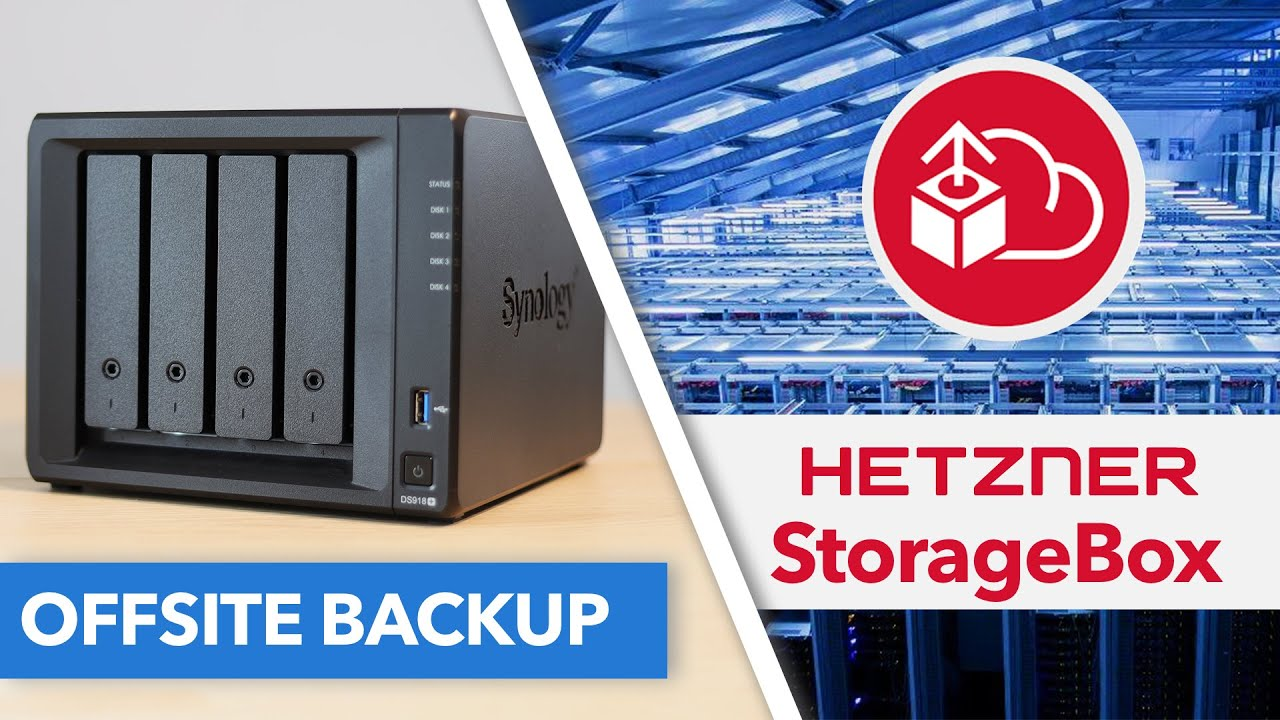 STATUS
DISK 1
DISK 2
DISK 3
DISK 4
Synology
DS918+
OFFSITE BACKUP
HETZNER
StorageBox